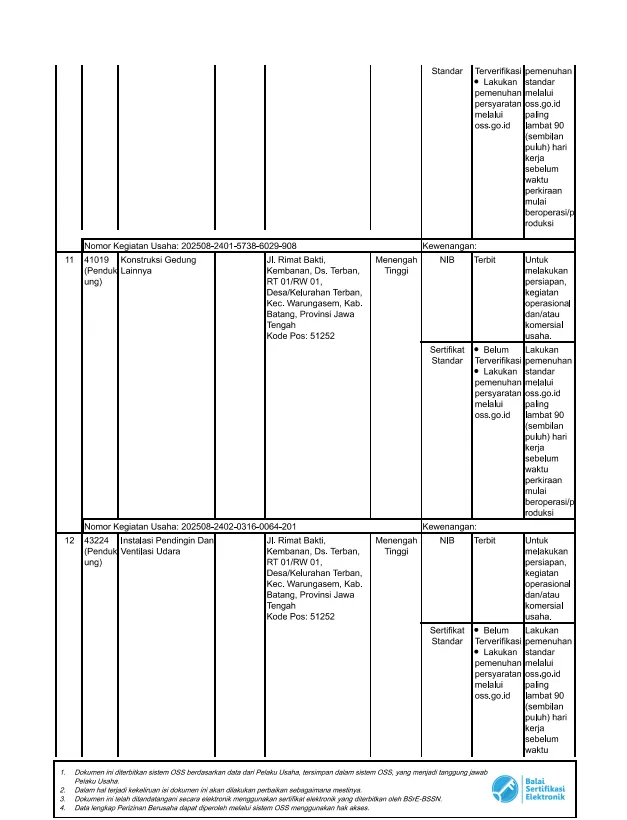 Standar
Terverifikasi
• Lakukan
pemenuhan
persyaratan
melalui
oss.go.id
pemenuhan
standar
melalui
oss.go.id
paling
lambat 90
(sembilan
puluh) hari
kerja
sebelum
waktu
perkiraan
mulai
beroperasi/p
roduksi
Nomor Kegiatan Usaha: 202508-2401-5738-6029-908
Kewenangan:
11
41019
(Penduk
ung)
Konstruksi Gedung
Lainnya
Jl. Rimat Bakti,
Kembanan, Ds. Terban,
RT 01/RW 01,
Desa/Kelurahan Terban,
Kec. Warungasem, Kab.
Batang, Provinsi Jawa
Tengah
Kode Pos: 51252
Menengah
Tinggi
NIB
Terbit
Untuk
melakukan
persiapan,
kegiatan
operasional
dan/atau
komersial
usaha.
Sertifikat
Standar
• Belum
Terverifikasi
• Lakukan
pemenuhan
persyaratan
melalui
oss.go.id
Lakukan
pemenuhan
standar
melalui
oss.go.id
paling
lambat 90
(sembilan
puluh) hari
kerja
sebelum
waktu
perkiraan
mulai
beroperasi/p
roduksi
Nomor Kegiatan Usaha: 202508-2402-0316-0064-201
Kewenangan:
12
43224
(Penduk
ung)
Instalasi Pendingin Dan
Ventilasi Udara
Jl. Rimat Bakti,
Kembanan, Ds. Terban,
RT 01/RW 01,
Desa/Kelurahan Terban,
Kec. Warungasem, Kab.
Batang, Provinsi Jawa
Tengah
Kode Pos: 51252
Menengah
Tinggi
NIB
Terbit
Untuk
melakukan
persiapan,
kegiatan
operasional
dan/atau
komersial
usaha.
Sertifikat
Standar
• Belum
Terverifikasi
• Lakukan
pemenuhan
persyaratan
melalui
oss.go.id
Lakukan
pemenuhan
standar
melalui
oss.go.id
paling
lambat 90
(sembilan
puluh) hari
kerja
sebelum
waktu
1. Dokumen ini diterbitkan sistem OSS berdasarkan data dari Pelaku Usaha, tersimpan dalam sistem OSS, yang menjadi tanggung jawab
Pelaku Usaha.
2. Dalam hal terjadi kekeliruan isi dokumen ini akan dilakukan perbaikan sebagaimana mestinya.
3. Dokumen ini telah ditandatangani secara elektronik menggunakan sertifikat elektronik yang diterbitkan oleh BSrE-BSSN.
4. Data lengkap Perizinan Berusaha dapat diperoleh melalui sistem OSS menggunakan hak akses.
Balai
Sertifikasi
Elektronik